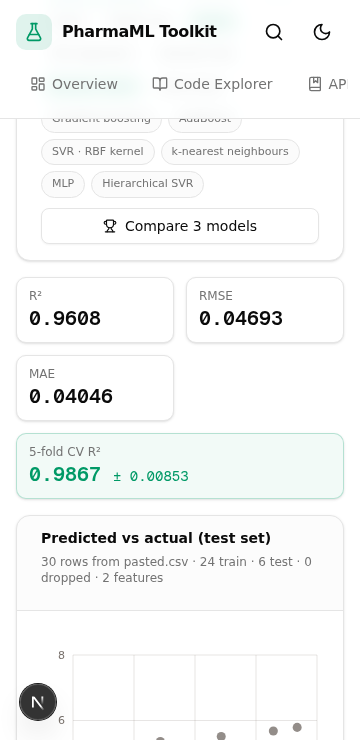 PharmaML Toolkit
Overview
Code Explorer
AP
Gradient boosting
AdaBoost
SVR · RBF kernel
k-nearest neighbours
MLP
Hierarchical SVR
Compare 3 models
R²
0.9608
RMSE
0.04693
MAE
0.04046
5-fold CV R²
0.9867 ± 0.00853
Predicted vs actual (test set)
30 rows from pasted.csv · 24 train · 6 test · 0
dropped · 2 features
8
6
N